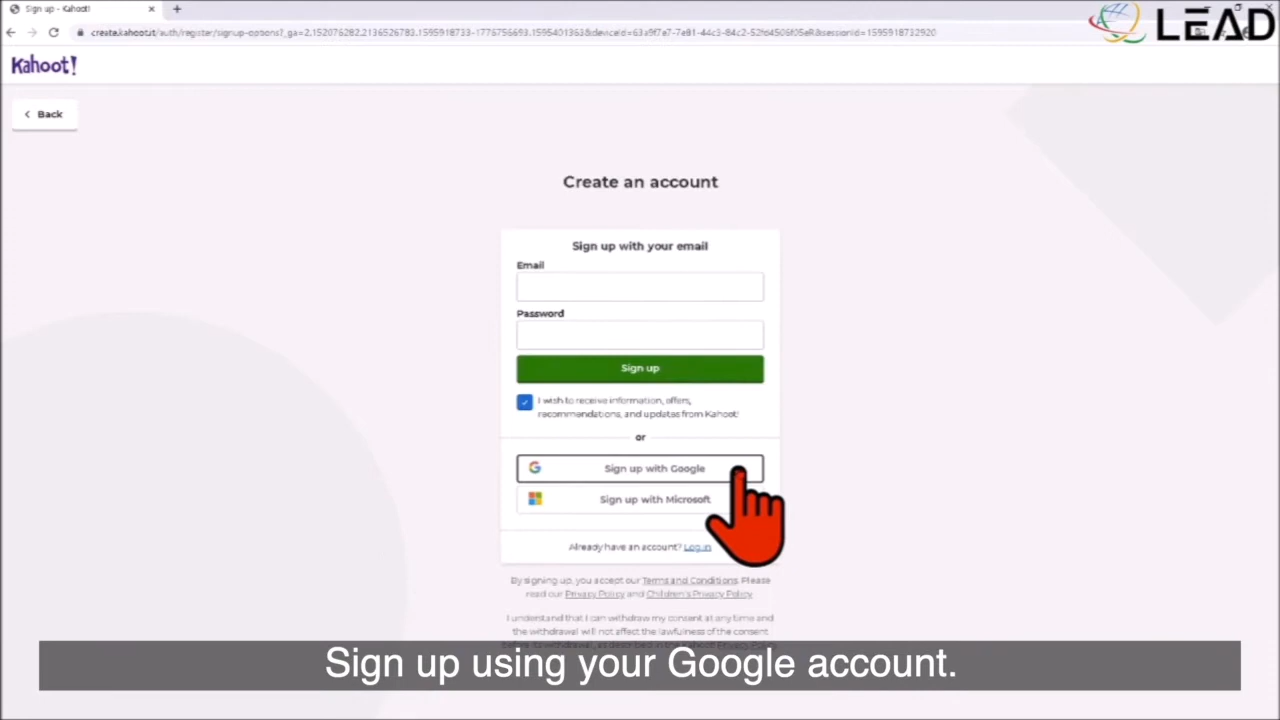 Sign up - Kahoot!
LEAD
Kahoot!
Back
Create an account
Sign up with your email
Email
Password
Sign up
I wish to receive information, offers,
recommendations, and updates from Kahoot!
or
Sign up with Google
Sign up with Microsoft
Already have an account? Log in
By signing up, you accept our Terms and Conditions. Please
read our Privacy Policy and Children's Privacy Policy
I understand that I can withdraw my consent at any time and
the withdrawal will not affect the lawfulness of the consent
Sign up using your Google account.